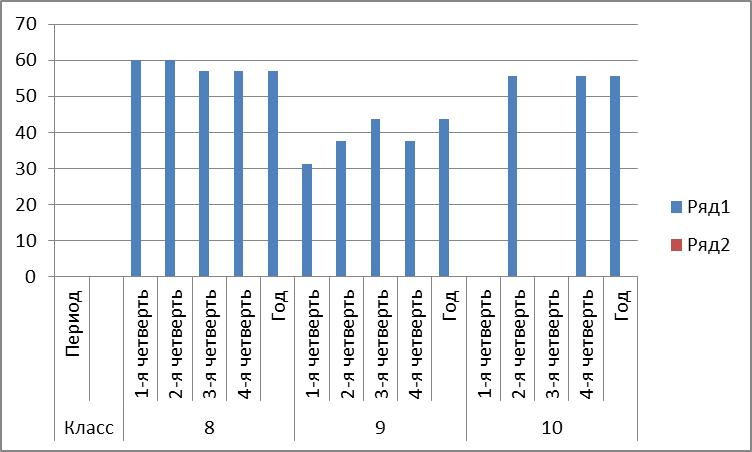 70
60
50
40
30
20
10
0
Ряд1
Ряд2
Период
1-я четверть
2-я четверть
3-я четверть
4-я четверть
Год
1-я четверть
2-я четверть
3-я четверть
4-я четверть
Год
1-я четверть
2-я четверть
3-я четверть
4-я четверть
Год
Класс 8 9 10